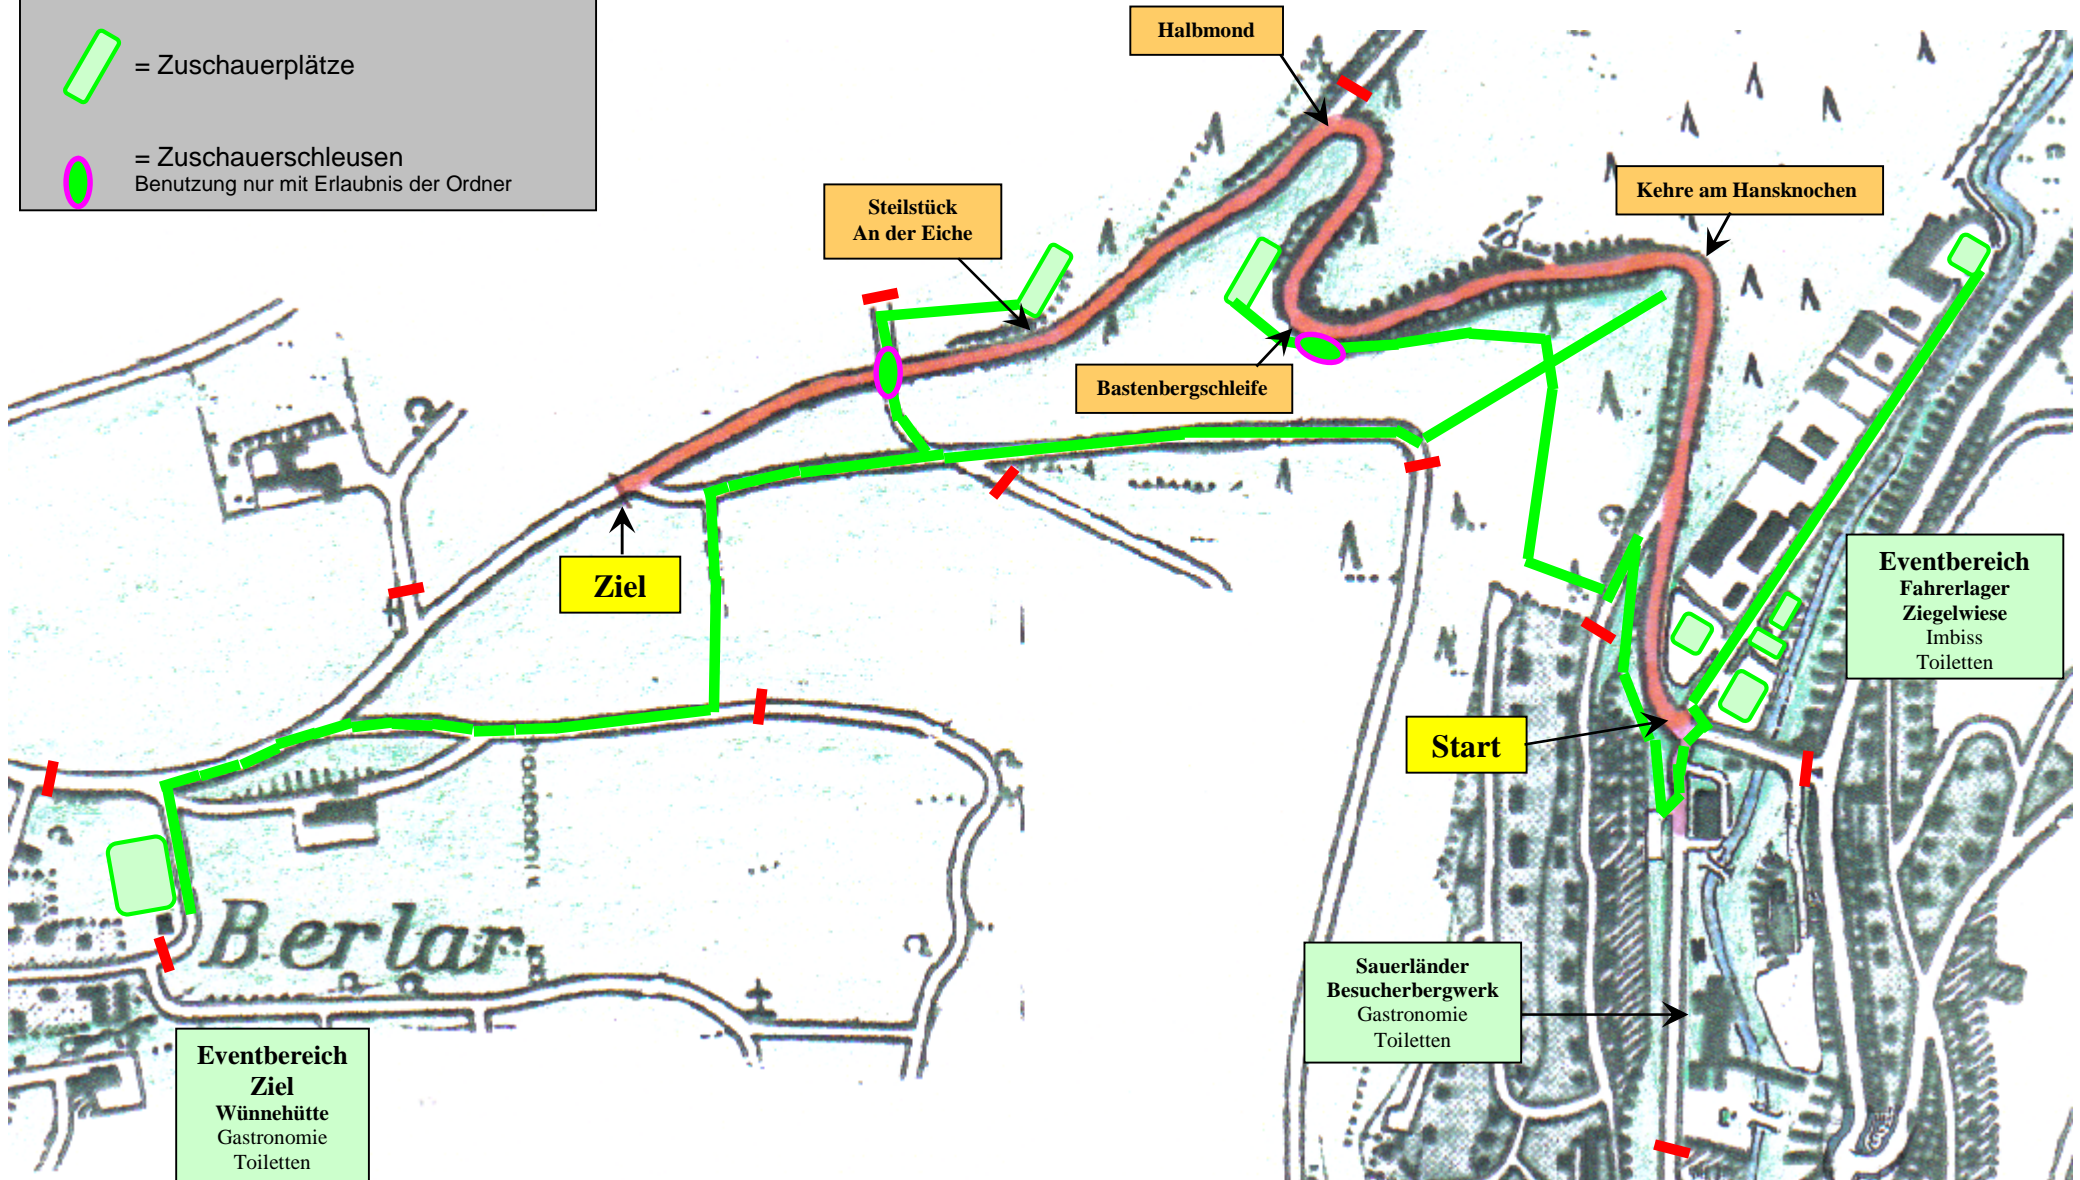 = Zuschauerplätze
= Zuschauerschleusen
Benutzung nur mit Erlaubnis der Ordner
Halbmond
Kehre am Hansknochen
Steilstück
An der Eiche
Bastenbergschleife
Ziel
Eventbereich
Fahrerlager
Ziegelwiese
Imbiss
Toiletten
Start
Berlar
Sauerländer
Besucherbergwerk
Gastronomie
Toiletten
Eventbereich
Ziel
Wünnehütte
Gastronomie
Toiletten